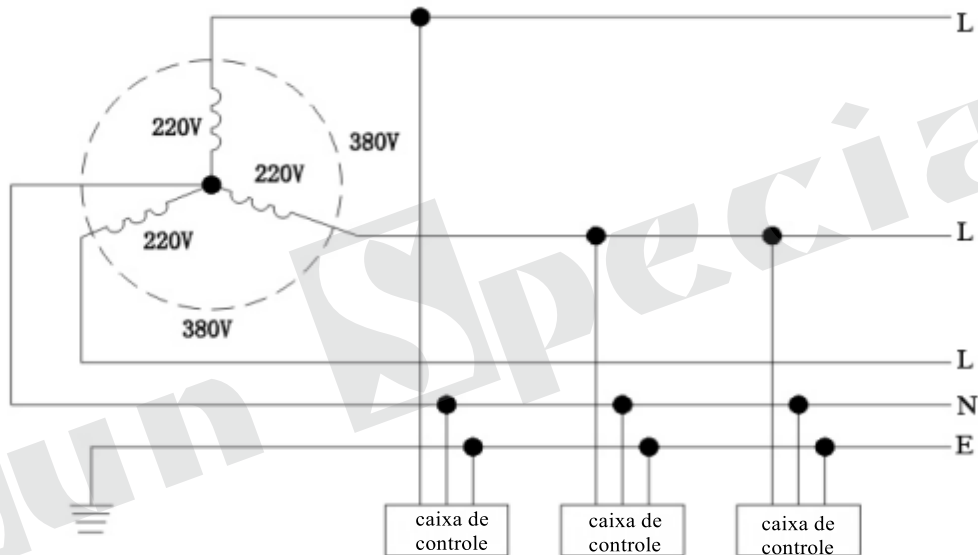 L
220V
380V
220V
220V
L
380V
L
N
E
caixa de
controle
caixa de
controle
caixa de
controle